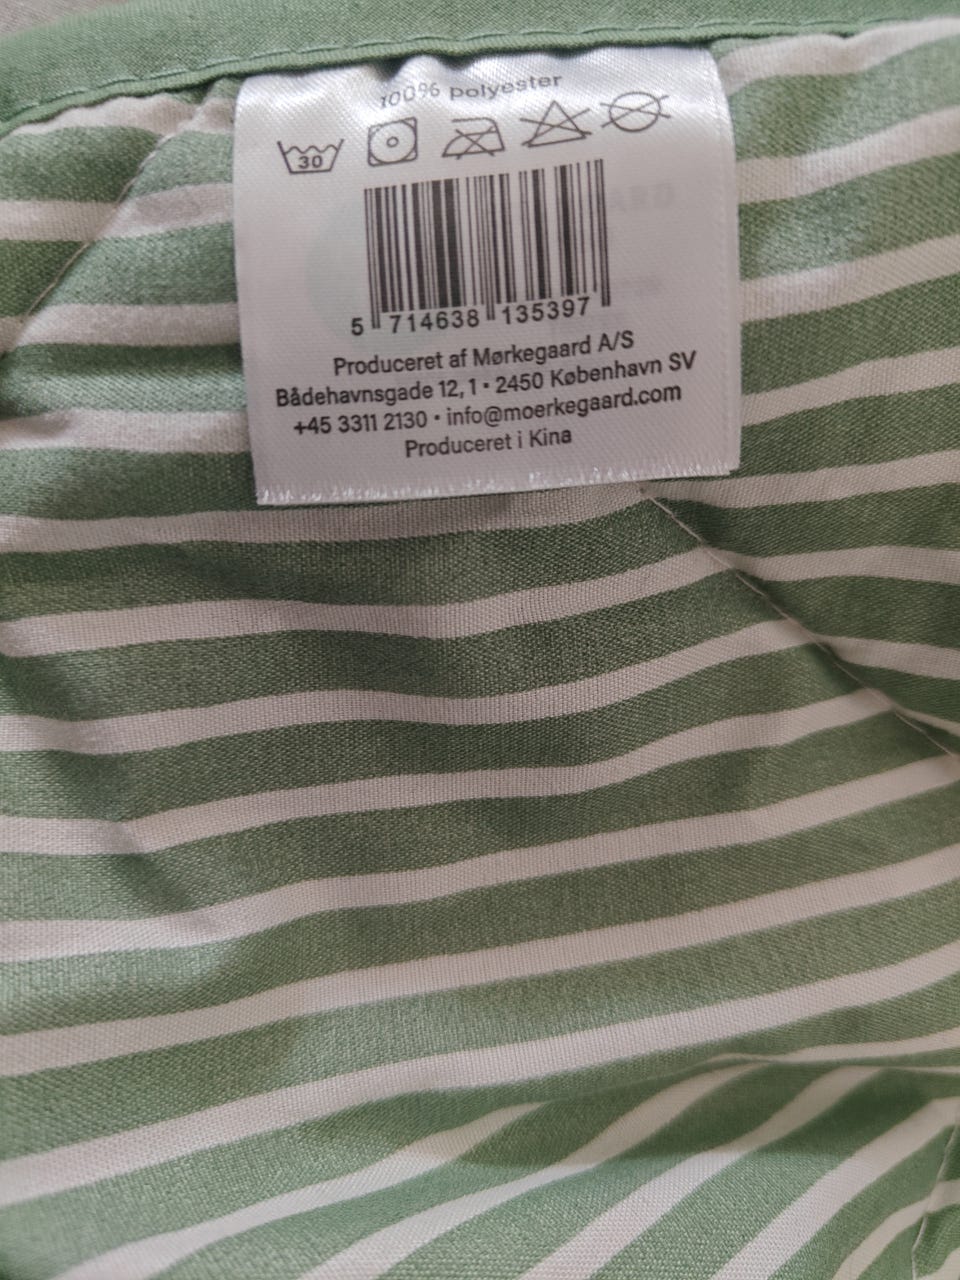 100% polyester
30
5 714638 135397
Produceret af Mørkegaard A/S
Bådehavnsgade 12, 1 • 2450 København SV
+45 3311 2130 • info@moerkegaard.com
Produceret i Kina